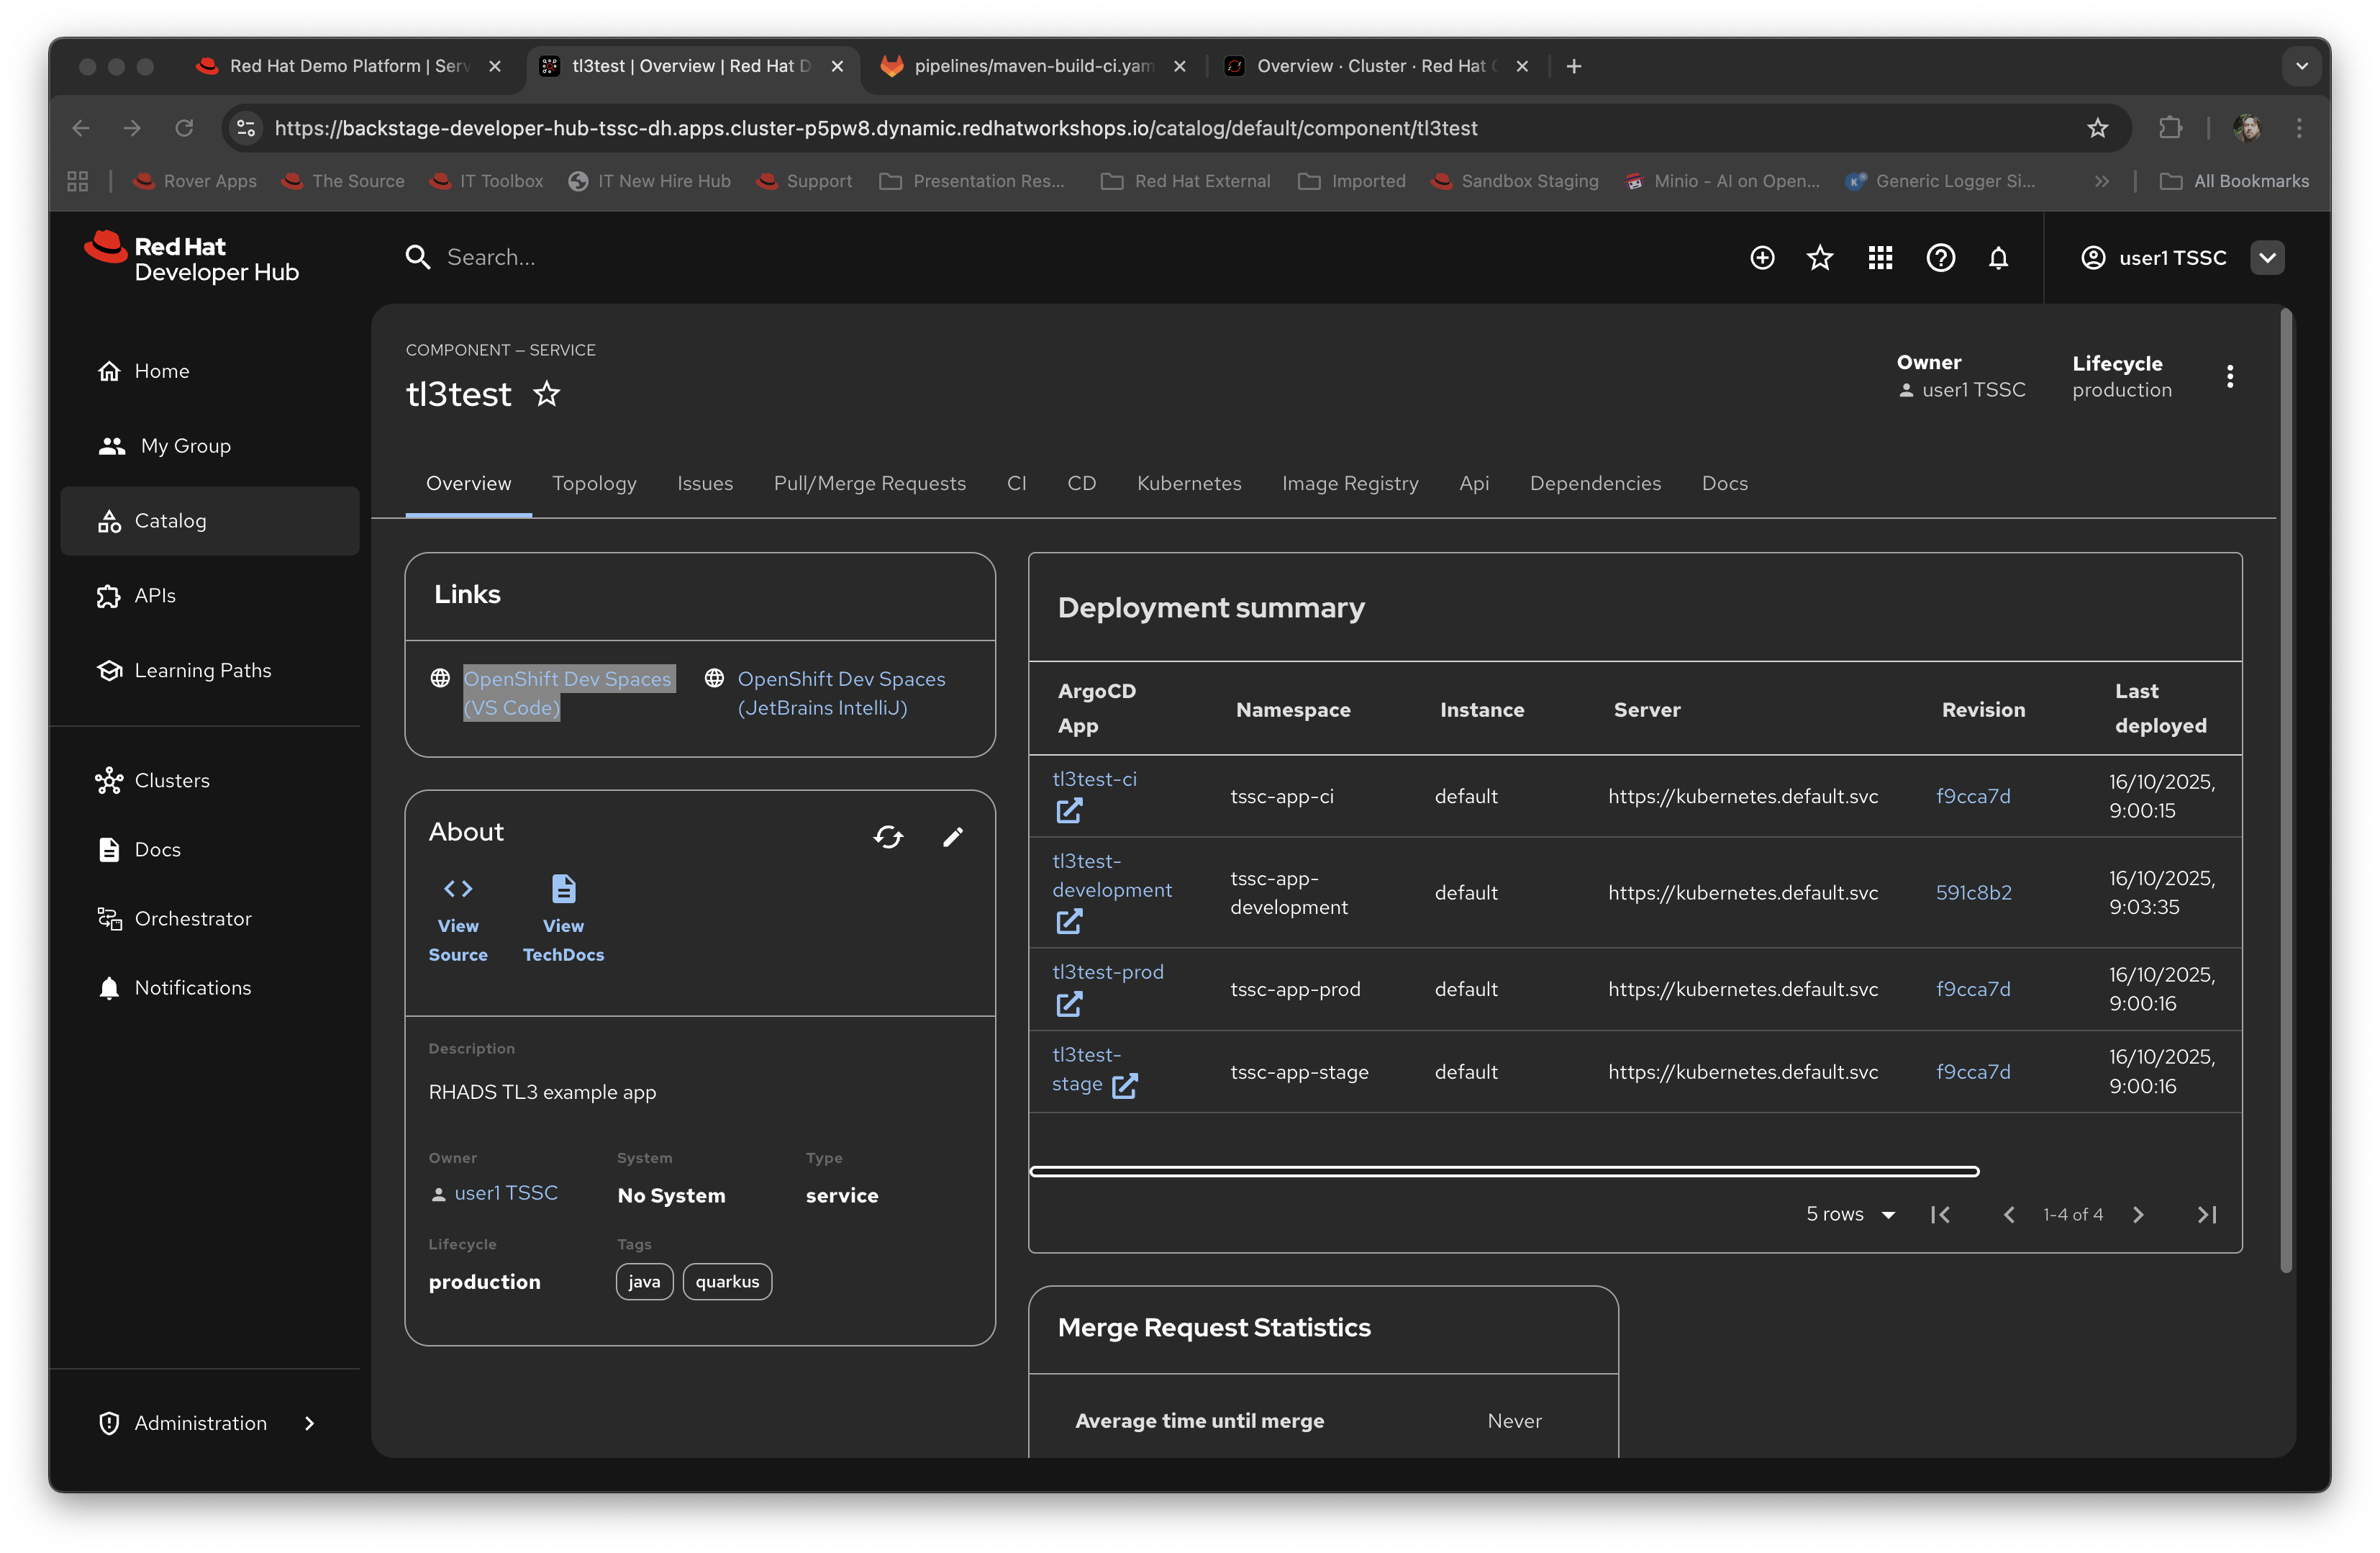 Red Hat Demo Platform | Serv
tl3test | Overview | Red Hat D
pipelines/maven-build-ci.yam
Overview · Cluster · Red Hat
https://backstage-developer-hub-tssc-dh.apps.cluster-p5pw8.dynamic.redhatworkshops.io/catalog/default/component/tl3test
Rover Apps
The Source
IT Toolbox
IT New Hire Hub
Support
Presentation Res...
Red Hat External
Imported
Sandbox Staging
Minio - AI on Open...
Generic Logger Si...
All Bookmarks
Red Hat
Developer Hub
Search...
user1 TSSC
Home
My Group
Catalog
APIs
Learning Paths
Clusters
Docs
Orchestrator
Notifications
Administration
COMPONENT — SERVICE
tl3test
Owner
user1 TSSC
Lifecycle
production
Overview
Topology
Issues
Pull/Merge Requests
CI
CD
Kubernetes
Image Registry
Api
Dependencies
Docs
Links
OpenShift Dev Spaces
(VS Code)
OpenShift Dev Spaces
(JetBrains IntelliJ)
About
View
Source
View
TechDocs
Description
RHADS TL3 example app
Owner
user1 TSSC
System
No System
Type
service
Lifecycle
production
Tags
java
quarkus
Deployment summary
ArgoCD
App
Namespace
Instance
Server
Revision
Last
deployed
tl3test-ci
tssc-app-ci
default
https://kubernetes.default.svc
f9cca7d
16/10/2025,
9:00:15
tl3test-
development
tssc-app-
development
default
https://kubernetes.default.svc
591c8b2
16/10/2025,
9:03:35
tl3test-prod
tssc-app-prod
default
https://kubernetes.default.svc
f9cca7d
16/10/2025,
9:00:16
tl3test-
stage
tssc-app-stage
default
https://kubernetes.default.svc
f9cca7d
16/10/2025,
9:00:16
5 rows
1-4 of 4
Merge Request Statistics
Average time until merge
Never